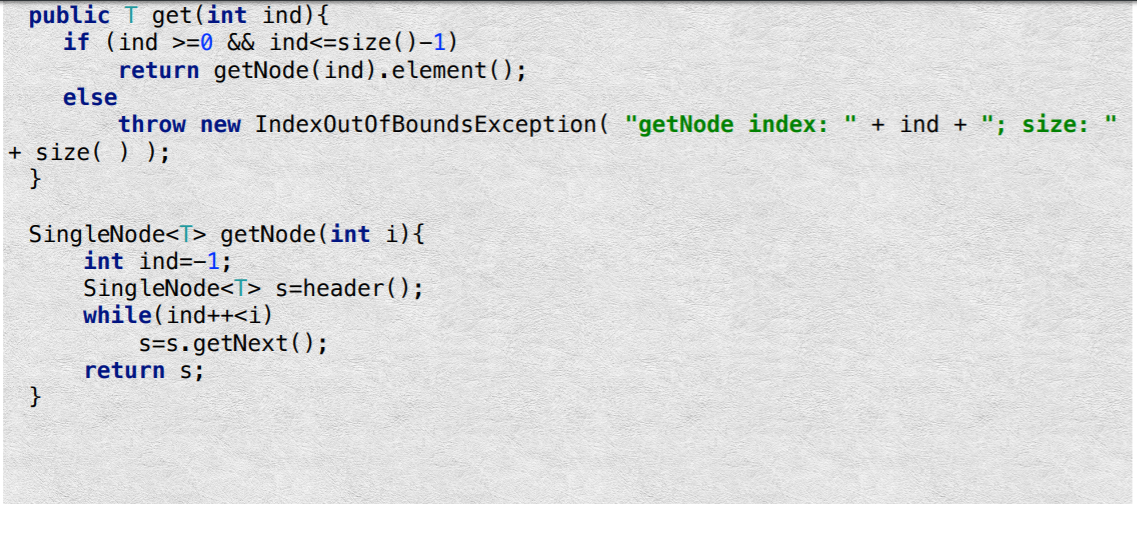 public T get(int ind){
if (ind >=0 && ind<=size()-1)
return getNode(ind).element();
else
throw new IndexOutOfBoundsException( "getNode index: " + ind + "; size: "
+ size( ) );
}
SingleNode<T> getNode(int i){
int ind=-1;
SingleNode<T> s=header();
while(ind++<i)
s=s.getNext();
return s;
}